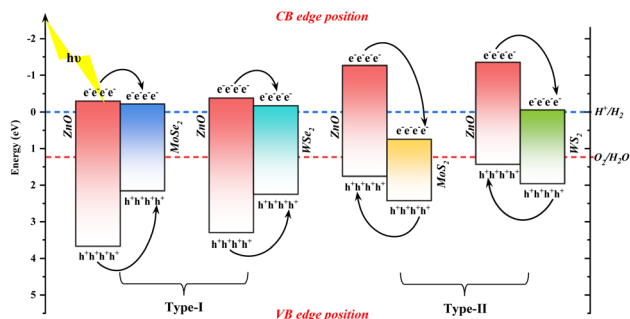 CB edge position
hυ
-2
-1
0
1
2
3
4
5
Energy (eV)
e⁻e⁻e⁻e⁻
e⁻e⁻e⁻e⁻
ZnO
MoSe₂
h⁺h⁺h⁺h⁺
h⁺h⁺h⁺h⁺
e⁻e⁻e⁻e⁻
e⁻e⁻e⁻e⁻
ZnO
WSe₂
h⁺h⁺h⁺h⁺
h⁺h⁺h⁺h⁺
e⁻e⁻e⁻e⁻
e⁻e⁻e⁻e⁻
ZnO
MoS₂
h⁺h⁺h⁺h⁺
h⁺h⁺h⁺h⁺
e⁻e⁻e⁻e⁻
e⁻e⁻e⁻e⁻
ZnO
WS₂
h⁺h⁺h⁺h⁺
h⁺h⁺h⁺h⁺
H⁺/H₂
O₂/H₂O
Type-I
Type-II
VB edge position